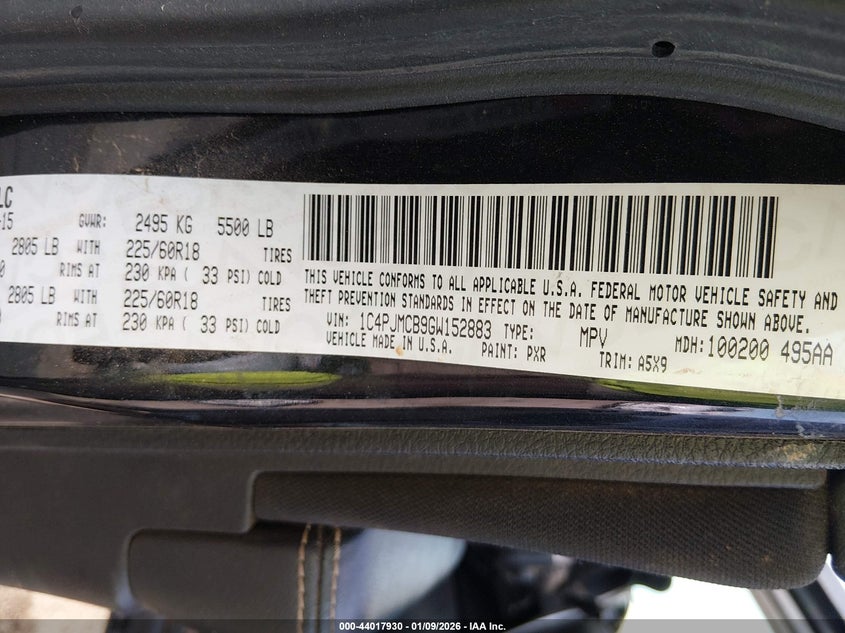 LC
-15 GVWR: 2495 KG 5500 LB
2805 LB WITH 225/60R18 TIRES
0 RIMS AT 230 KPA ( 33 PSI) COLD
2805 LB WITH 225/60R18 TIRES
RIMS AT 230 KPA ( 33 PSI) COLD
THIS VEHICLE CONFORMS TO ALL APPLICABLE U.S.A. FEDERAL MOTOR VEHICLE SAFETY AND
THEFT PREVENTION STANDARDS IN EFFECT ON THE DATE OF MANUFACTURE SHOWN ABOVE.
VIN: 1C4PJMCB9GW152883 TYPE: MPV MDH:100200 495AA
VEHICLE MADE IN U.S.A. PAINT: PXR TRIM: A5X9
000-44017930 - 01/09/2026 - IAA Inc.